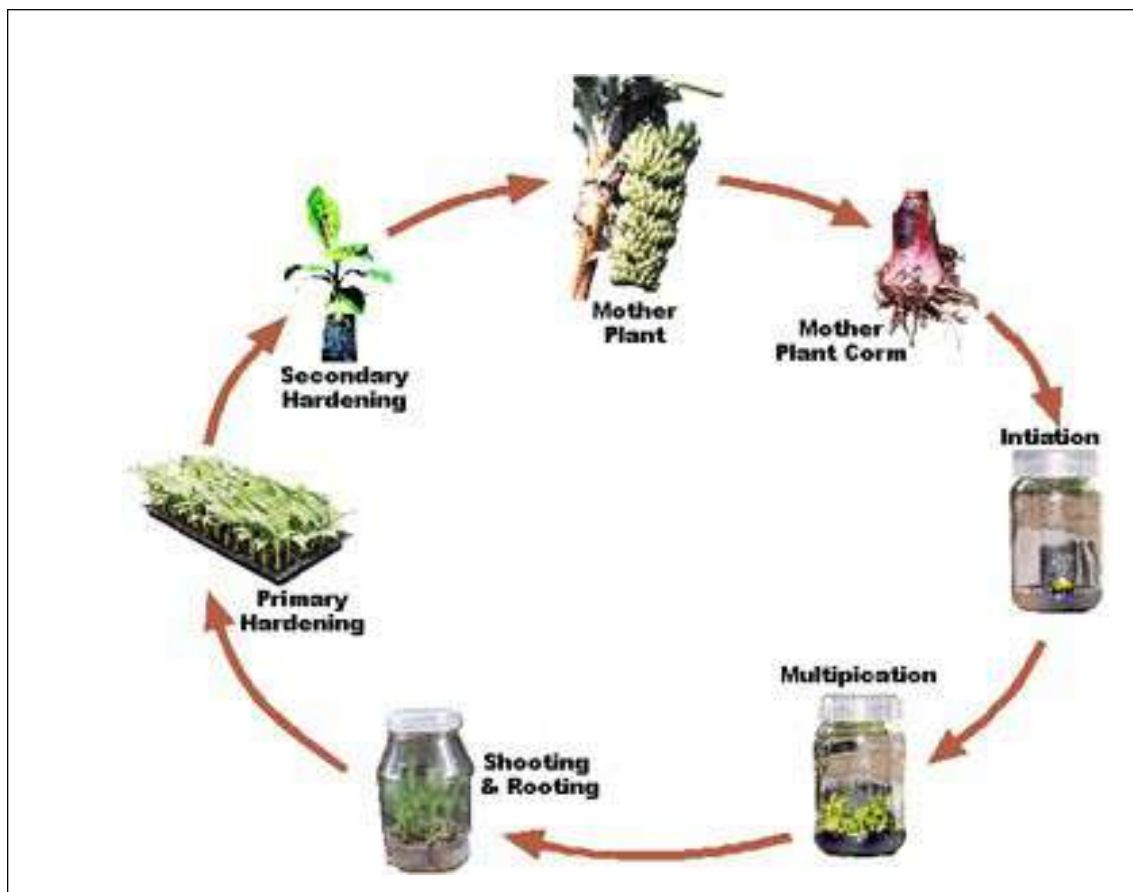 Mother
Plant
Mother
Plant Corm
Intiation
Multipication
Shooting
& Rooting
Primary
Hardening
Secondary
Hardening